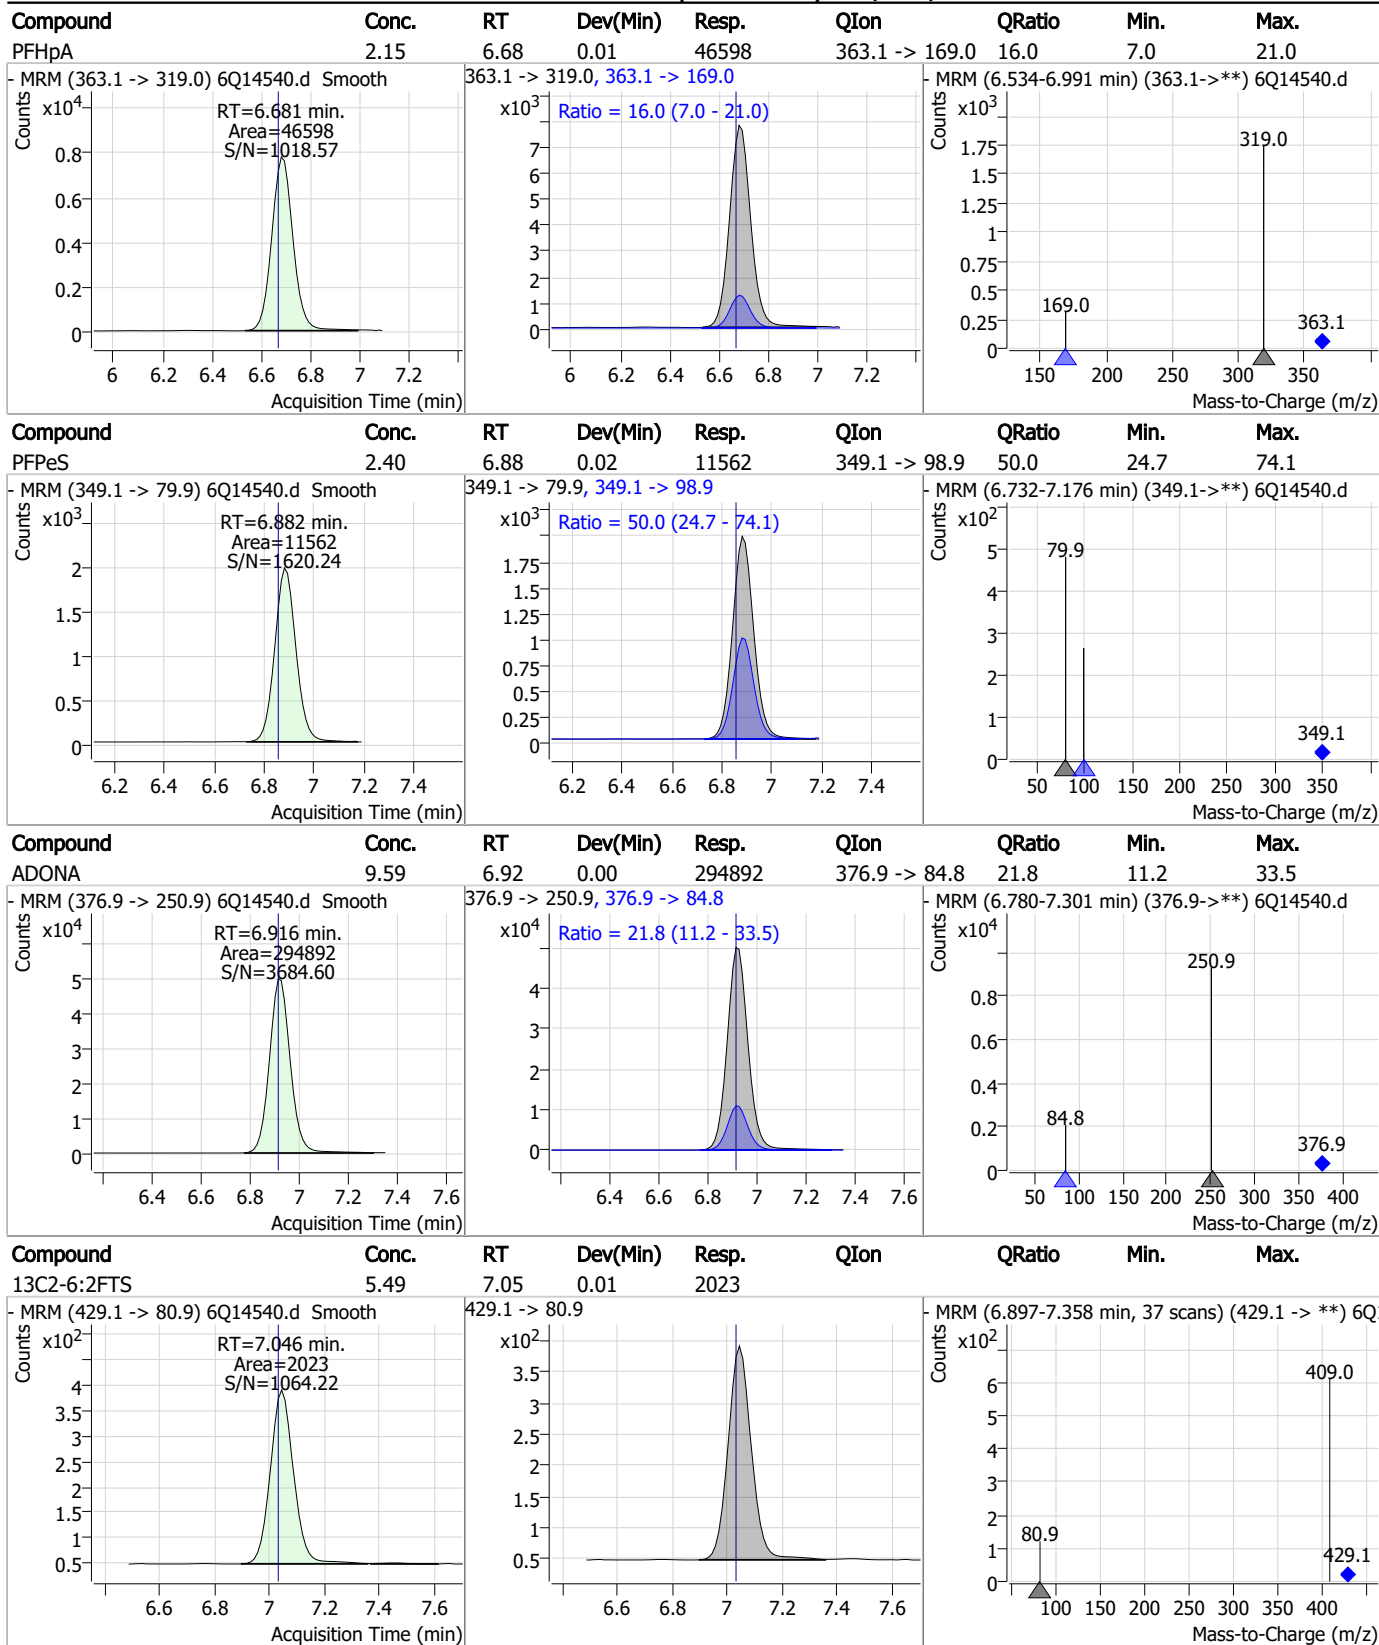 Compound Conc. RT Dev(Min) Resp. QIon QRatio Min. Max.
PFHpA 2.15 6.68 0.01 46598 363.1 -> 169.0 16.0 7.0 21.0
- MRM (363.1 -> 319.0) 6Q14540.d Smooth
Counts
x10^4
RT=6.681 min.
Area=46598
S/N=1018.57
0.8
0.6
0.4
0.2
0
6 6.2 6.4 6.6 6.8 7 7.2
Acquisition Time (min)
363.1 -> 319.0, 363.1 -> 169.0
x10^3
Ratio = 16.0 (7.0 - 21.0)
7
6
5
4
3
2
1
0
6 6.2 6.4 6.6 6.8 7 7.2
- MRM (6.534-6.991 min) (363.1->**) 6Q14540.d
Counts
x10^3
319.0
1.75
1.5
1.25
1
0.75
0.5
169.0
363.1
0.25
0
150 200 250 300 350
Mass-to-Charge (m/z)
Compound Conc. RT Dev(Min) Resp. QIon QRatio Min. Max.
PFPeS 2.40 6.88 0.02 11562 349.1 -> 98.9 50.0 24.7 74.1
- MRM (349.1 -> 79.9) 6Q14540.d Smooth
Counts
x10^3
RT=6.882 min.
Area=11562
S/N=1620.24
2
1.5
1
0.5
0
6.2 6.4 6.6 6.8 7 7.2 7.4
Acquisition Time (min)
349.1 -> 79.9, 349.1 -> 98.9
x10^3
Ratio = 50.0 (24.7 - 74.1)
1.75
1.5
1.25
1
0.75
0.5
0.25
0
6.2 6.4 6.6 6.8 7 7.2 7.4
- MRM (6.732-7.176 min) (349.1->**) 6Q14540.d
Counts
x10^2
79.9
5
4
3
2
1
349.1
0
50 100 150 200 250 300 350
Mass-to-Charge (m/z)
Compound Conc. RT Dev(Min) Resp. QIon QRatio Min. Max.
ADONA 9.59 6.92 0.00 294892 376.9 -> 84.8 21.8 11.2 33.5
- MRM (376.9 -> 250.9) 6Q14540.d Smooth
Counts
x10^4
RT=6.916 min.
Area=294892
S/N=3684.60
5
4
3
2
1
0
6.4 6.6 6.8 7 7.2 7.4 7.6
Acquisition Time (min)
376.9 -> 250.9, 376.9 -> 84.8
x10^4
Ratio = 21.8 (11.2 - 33.5)
4
3
2
1
0
6.4 6.6 6.8 7 7.2 7.4 7.6
- MRM (6.780-7.301 min) (376.9->**) 6Q14540.d
Counts
x10^4
250.9
0.8
0.6
0.4
84.8
0.2
376.9
0
50 100 150 200 250 300 350 400
Mass-to-Charge (m/z)
Compound Conc. RT Dev(Min) Resp. QIon QRatio Min. Max.
13C2-6:2FTS 5.49 7.05 0.01 2023
- MRM (429.1 -> 80.9) 6Q14540.d Smooth
Counts
x10^2
RT=7.046 min.
Area=2023
S/N=1064.22
4
3.5
3
2.5
2
1.5
1
0.5
6.6 6.8 7 7.2 7.4 7.6
Acquisition Time (min)
429.1 -> 80.9
x10^2
3.5
3
2.5
2
1.5
1
0.5
6.6 6.8 7 7.2 7.4 7.6
- MRM (6.897-7.358 min, 37 scans) (429.1 -> **) 6Q
Counts
x10^2
409.0
6
5
4
3
2
80.9
1
429.1
0
100 150 200 250 300 350 400
Mass-to-Charge (m/z)